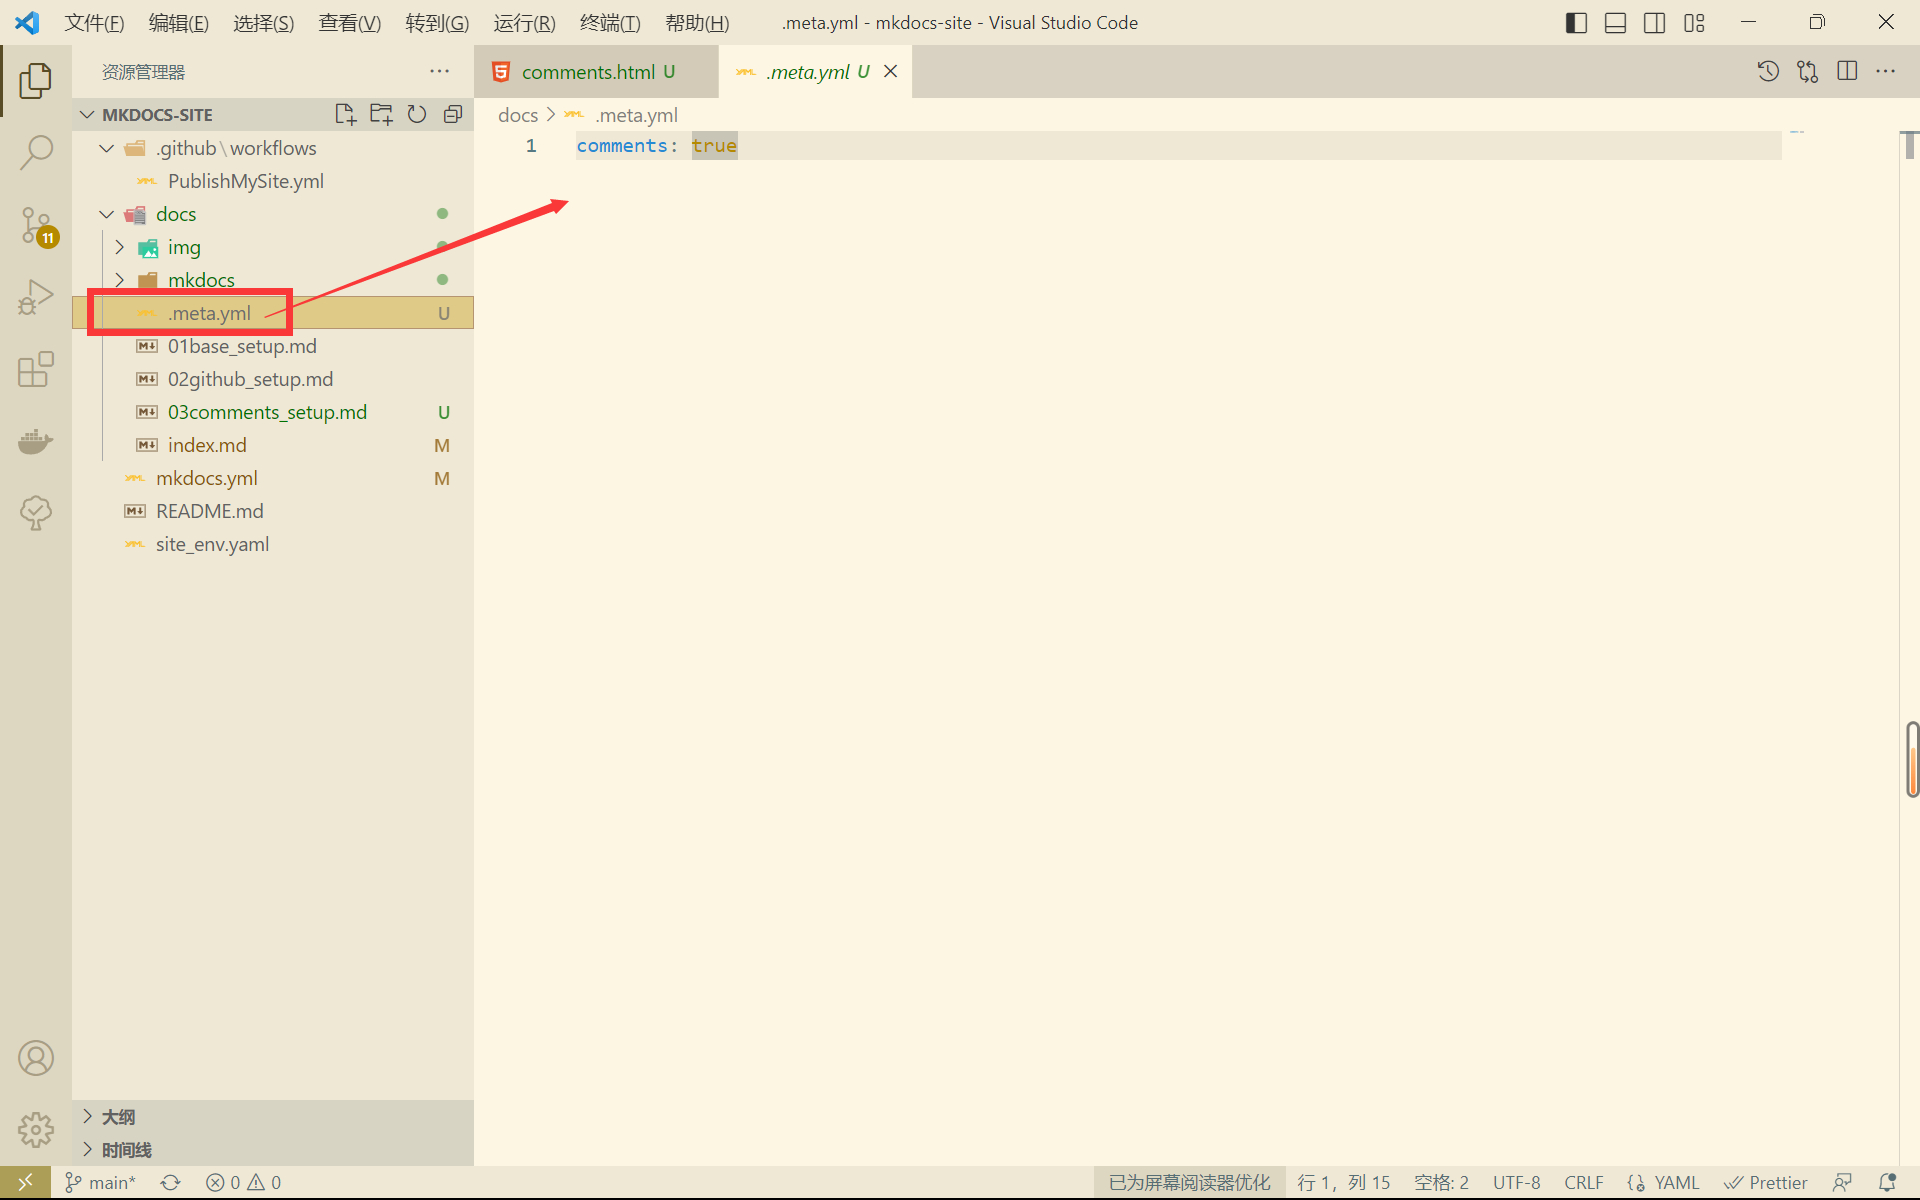 文件(F) 编辑(E) 选择(S) 查看(V) 转到(G) 运行(R) 终端(T) 帮助(H) .meta.yml - mkdocs-site - Visual Studio Code
资源管理器
comments.html U
.meta.yml U
MKDOCS-SITE
docs > .meta.yml
1 comments: true
.github\workflows
PublishMySite.yml
docs
img
mkdocs
.meta.yml U
01base_setup.md
02github_setup.md
03comments_setup.md U
index.md M
mkdocs.yml M
README.md
site_env.yaml
11
大纲
时间线
main* 0 0 已为屏幕阅读器优化 行 1，列 15 空格: 2 UTF-8 CRLF YAML Prettier